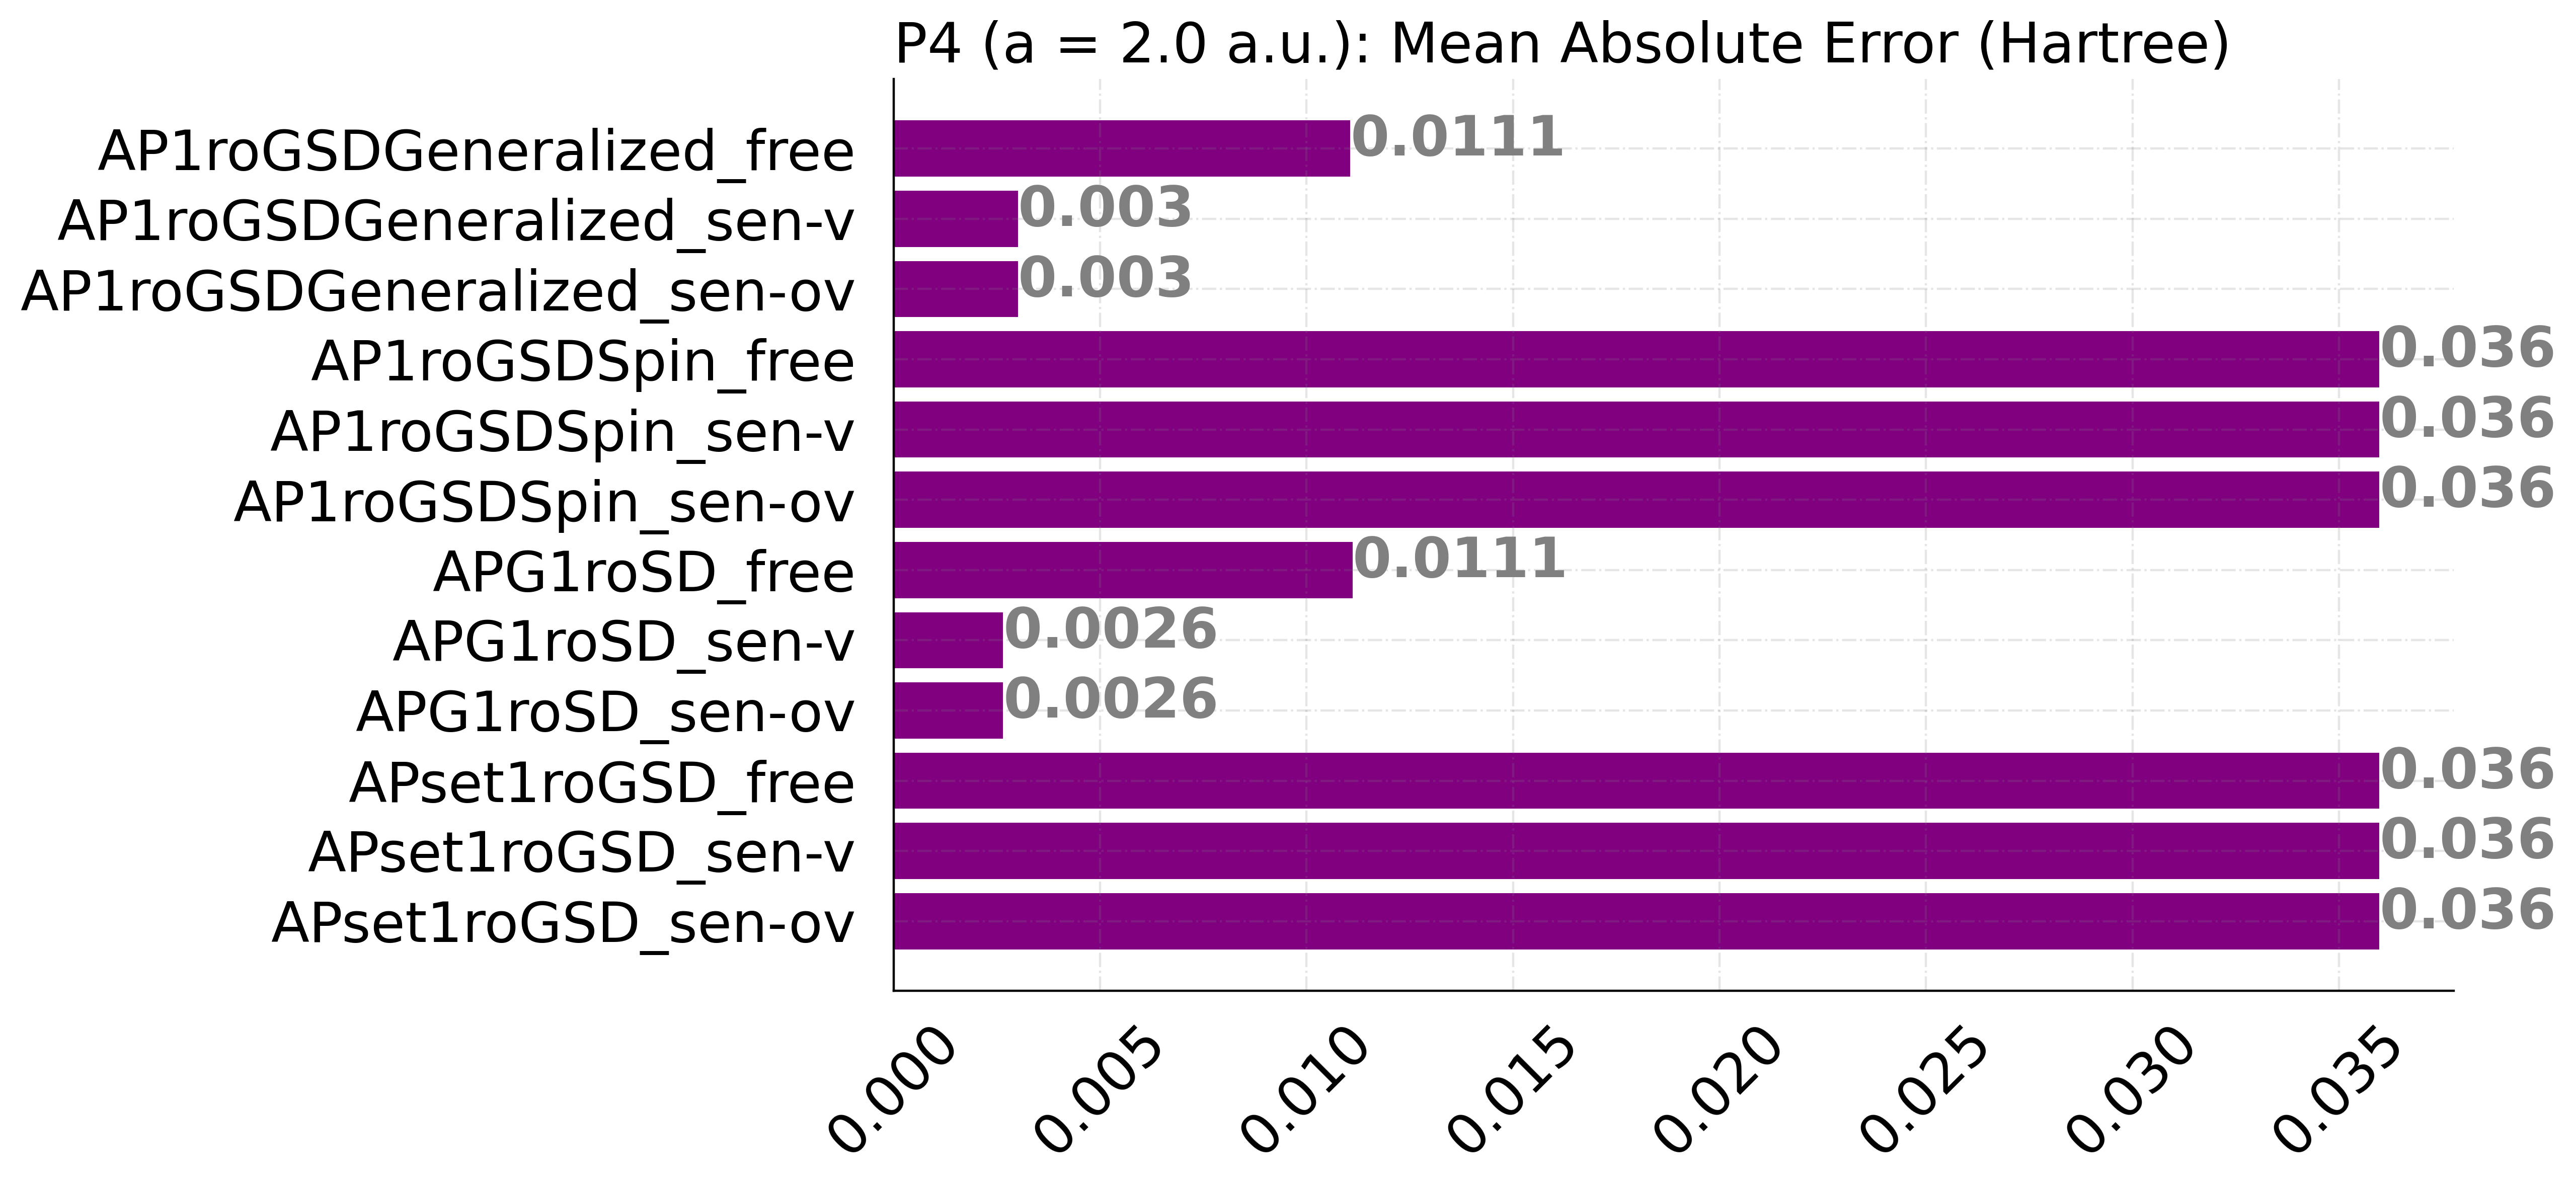 P4 (a = 2.0 a.u.): Mean Absolute Error (Hartree)
AP1roGSDGeneralized_free 0.0111
AP1roGSDGeneralized_sen-v 0.003
AP1roGSDGeneralized_sen-ov 0.003
AP1roGSDSpin_free 0.036
AP1roGSDSpin_sen-v 0.036
AP1roGSDSpin_sen-ov 0.036
APG1roSD_free 0.0111
APG1roSD_sen-v 0.0026
APG1roSD_sen-ov 0.0026
APset1roGSD_free 0.036
APset1roGSD_sen-v 0.036
APset1roGSD_sen-ov 0.036
0.000 0.005 0.010 0.015 0.020 0.025 0.030 0.035